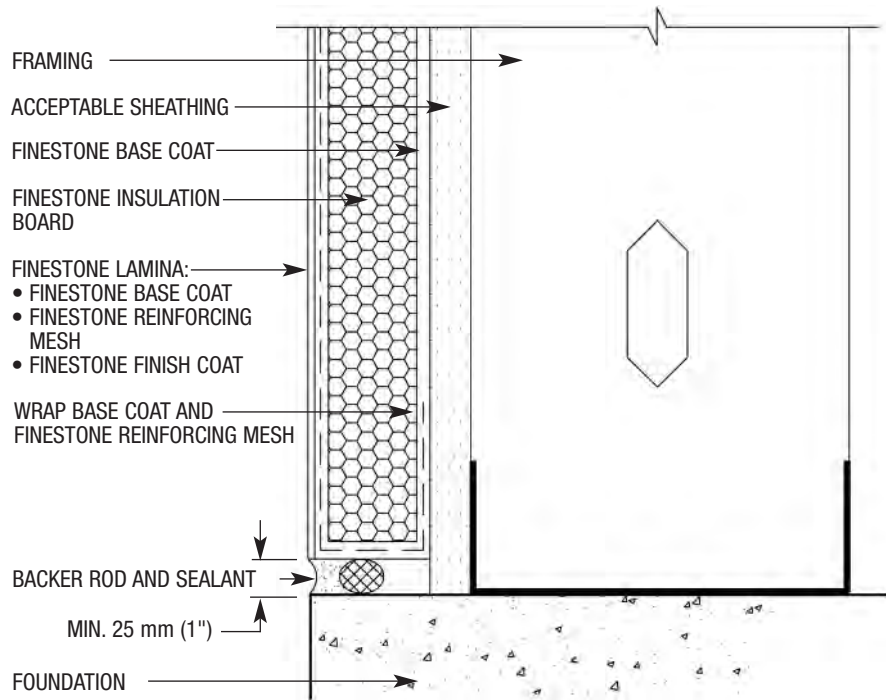 FRAMING
ACCEPTABLE SHEATHING
FINESTONE BASE COAT
FINESTONE INSULATION
BOARD
FINESTONE LAMINA:
• FINESTONE BASE COAT
• FINESTONE REINFORCING
MESH
• FINESTONE FINISH COAT
WRAP BASE COAT AND
FINESTONE REINFORCING MESH
BACKER ROD AND SEALANT
MIN. 25 mm (1")
FOUNDATION